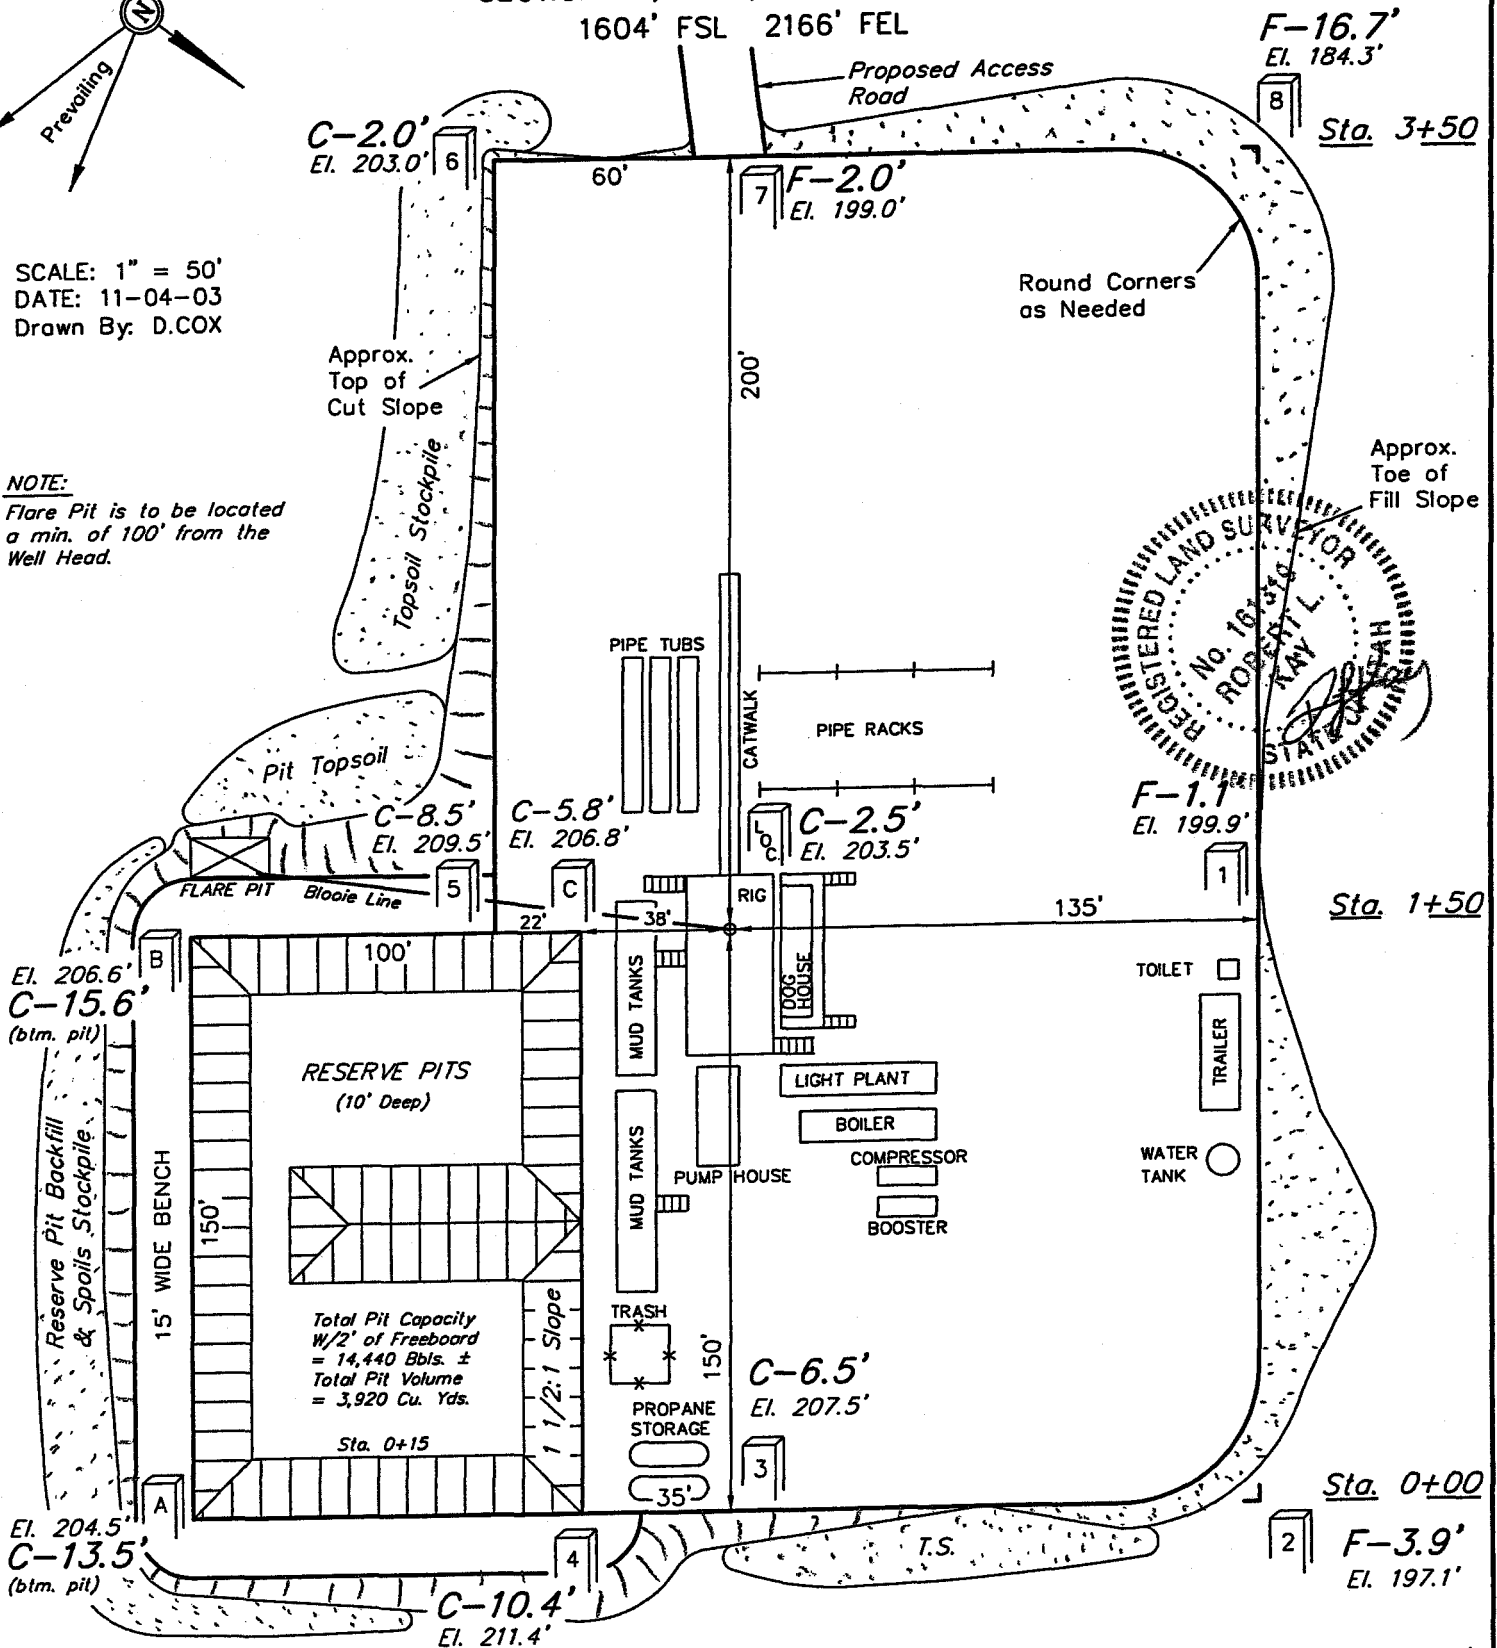 1604' FSL 2166' FEL
N
Prevailing
Proposed Access
Road
F-16.7'
El. 184.3'
8
Sta. 3+50
C-2.0'
El. 203.0'
6
60'
7
F-2.0'
El. 199.0'
SCALE: 1" = 50'
DATE: 11-04-03
Drawn By: D.COX
Round Corners
as Needed
Approx.
Top of
Cut Slope
200'
Topsoil Stockpile
NOTE:
Flare Pit is to be located
a min. of 100' from the
Well Head.
Approx.
Toe of
Fill Slope
REGISTERED LAND SURVEYOR
ROBERT L.
KAY
STATE OF UTAH
PIPE TUBS
CATWALK
PIPE RACKS
Pit Topsoil
C-8.5'
El. 209.5'
C-5.8'
El. 206.8'
LOC.
C-2.5'
El. 203.5'
F-1.1'
El. 199.9'
1
Sta. 1+50
FLARE PIT
Blooie Line
5
C
RIG
22'
38'
135'
B
100'
El. 206.6'
C-15.6'
(btm. pit)
MUD TANKS
DOG HOUSE
TOILET
TRAILER
RESERVE PITS
(10' Deep)
LIGHT PLANT
BOILER
COMPRESSOR
BOOSTER
PUMP HOUSE
MUD TANKS
WATER
TANK
Reserve Pit Backfill
& Spoils Stockpile
15' WIDE BENCH
150'
Total Pit Capacity
W/2' of Freeboard
= 14,440 Bbls. ±
Total Pit Volume
= 3,920 Cu. Yds.
1 1/2:1 Slope
TRASH
150'
C-6.5'
El. 207.5'
PROPANE
STORAGE
Sta. 0+15
3
35'
A
Sta. 0+00
El. 204.5'
C-13.5'
(btm. pit)
4
T.S.
2
F-3.9'
El. 197.1'
C-10.4'
El. 211.4'